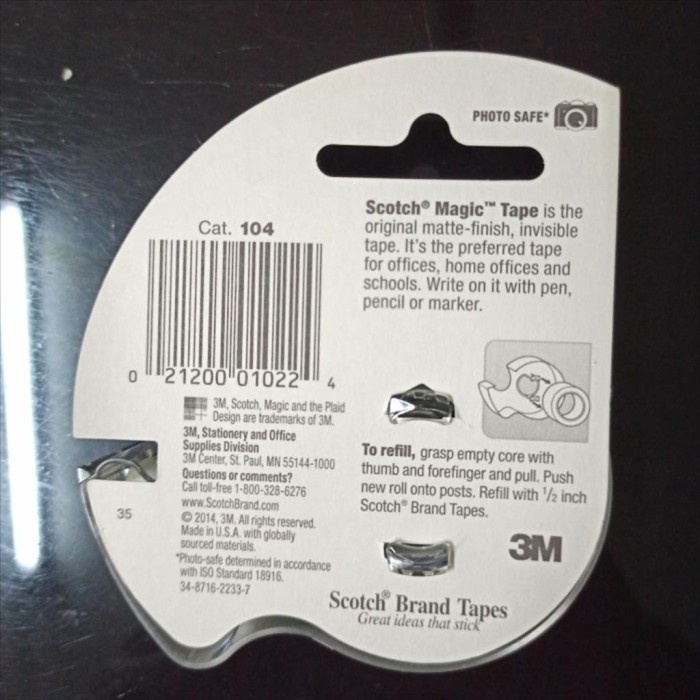 PHOTO SAFE*
Scotch® Magic™ Tape is the
original matte-finish, invisible
tape. It's the preferred tape
for offices, home offices and
schools. Write on it with pen,
pencil or marker.
Cat. 104
0 21200 01022 4
3M, Scotch, Magic and the Plaid
Design are trademarks of 3M.
3M, Stationery and Office
Supplies Division
3M Center, St. Paul, MN 55144-1000
Questions or comments?
Call toll-free 1-800-328-6276
www.ScotchBrand.com
© 2014, 3M. All rights reserved.
Made in U.S.A. with globally
sourced materials.
*Photo-safe determined in accordance
with ISO Standard 18916.
34-8716-2233-7
35
To refill, grasp empty core with
thumb and forefinger and pull. Push
new roll onto posts. Refill with 1/2 inch
Scotch® Brand Tapes.
3M
Scotch® Brand Tapes
Great ideas that stick